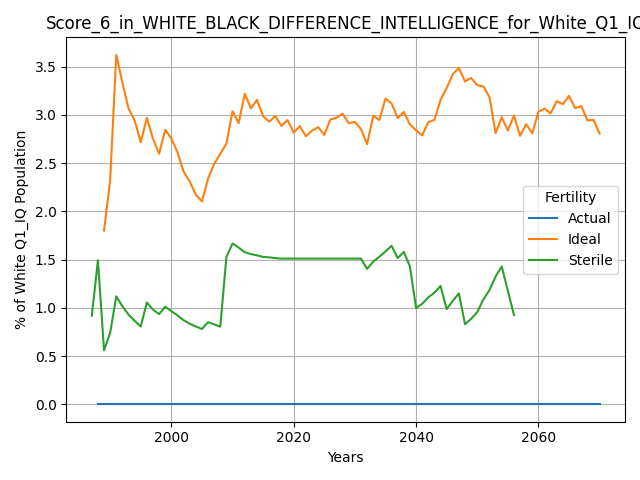 Score_6_in_WHITE_BLACK_DIFFERENCE_INTELLIGENCE_for_White_Q1_IQ
% of White Q1_IQ Population
3.5
3.0
2.5
2.0
1.5
1.0
0.5
0.0
Fertility
Actual
Ideal
Sterile
2000 2020 2040 2060
Years